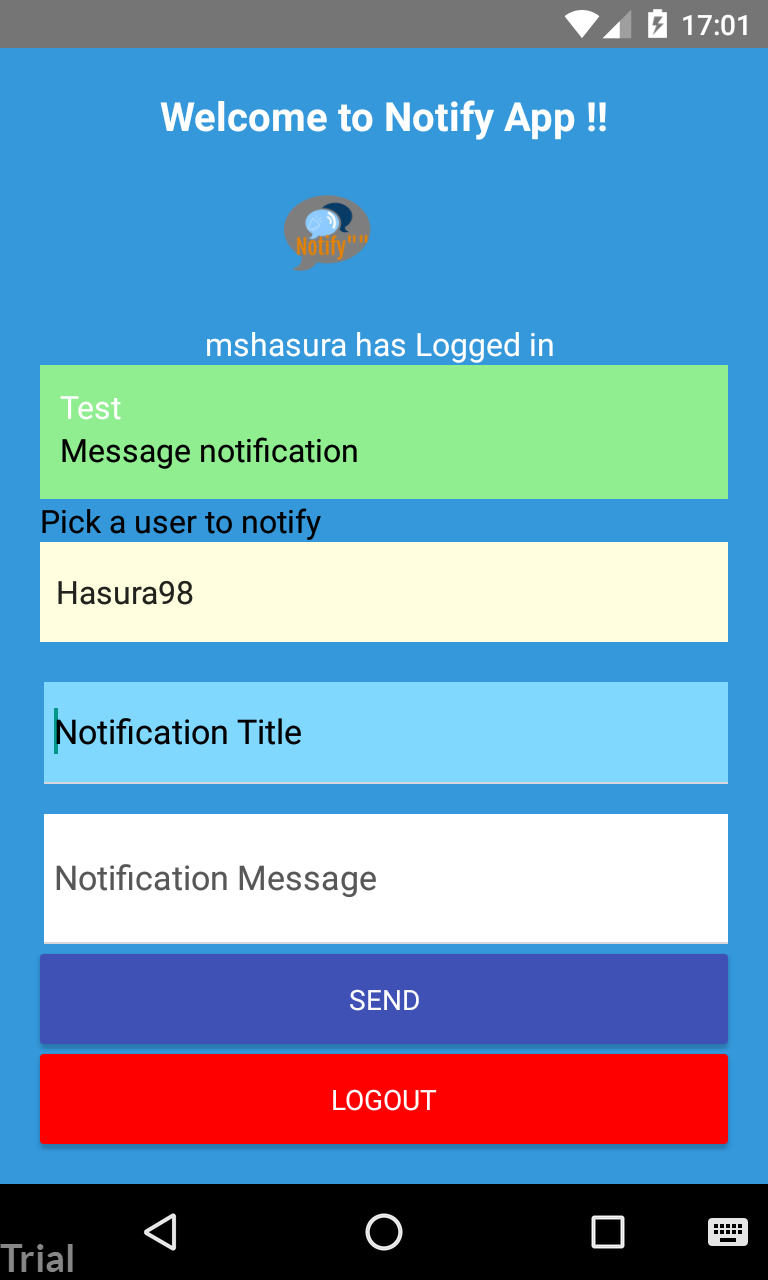 17:01
Welcome to Notify App !!
Notify""
mshasura has Logged in
Test
Message notification
Pick a user to notify
Hasura98
Notification Title
Notification Message
SEND
LOGOUT
Trial